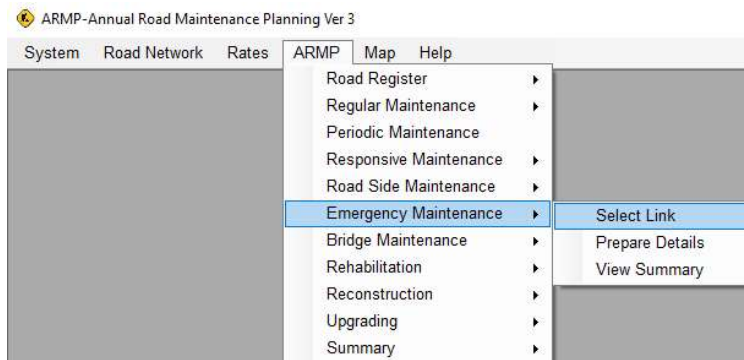 ARMP-Annual Road Maintenance Planning Ver 3
System Road Network Rates ARMP Map Help
Road Register
Regular Maintenance
Periodic Maintenance
Responsive Maintenance
Road Side Maintenance
Emergency Maintenance
Select Link
Bridge Maintenance
Prepare Details
Rehabilitation
View Summary
Reconstruction
Upgrading
Summary